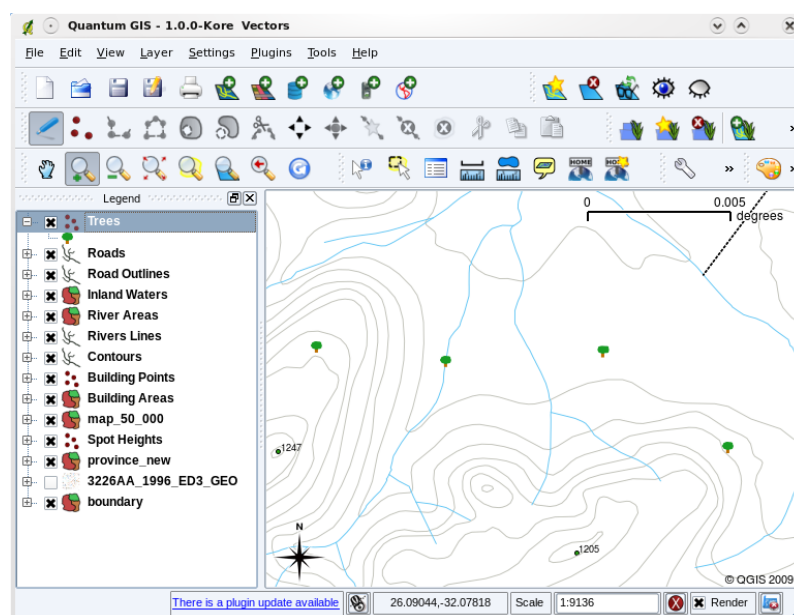 Quantum GIS - 1.0.0-Kore Vectors
File Edit View Layer Settings Plugins Tools Help
HOME HOME
Legend
Trees
Roads
Road Outlines
Inland Waters
River Areas
Rivers Lines
Contours
Building Points
Building Areas
map_50_000
Spot Heights
province_new
3226AA_1996_ED3_GEO
boundary
0 0.005
degrees
1247
N
1205
© QGIS 2009
There is a plugin update available 26.09044,-32.07818 Scale 1:9136 Render